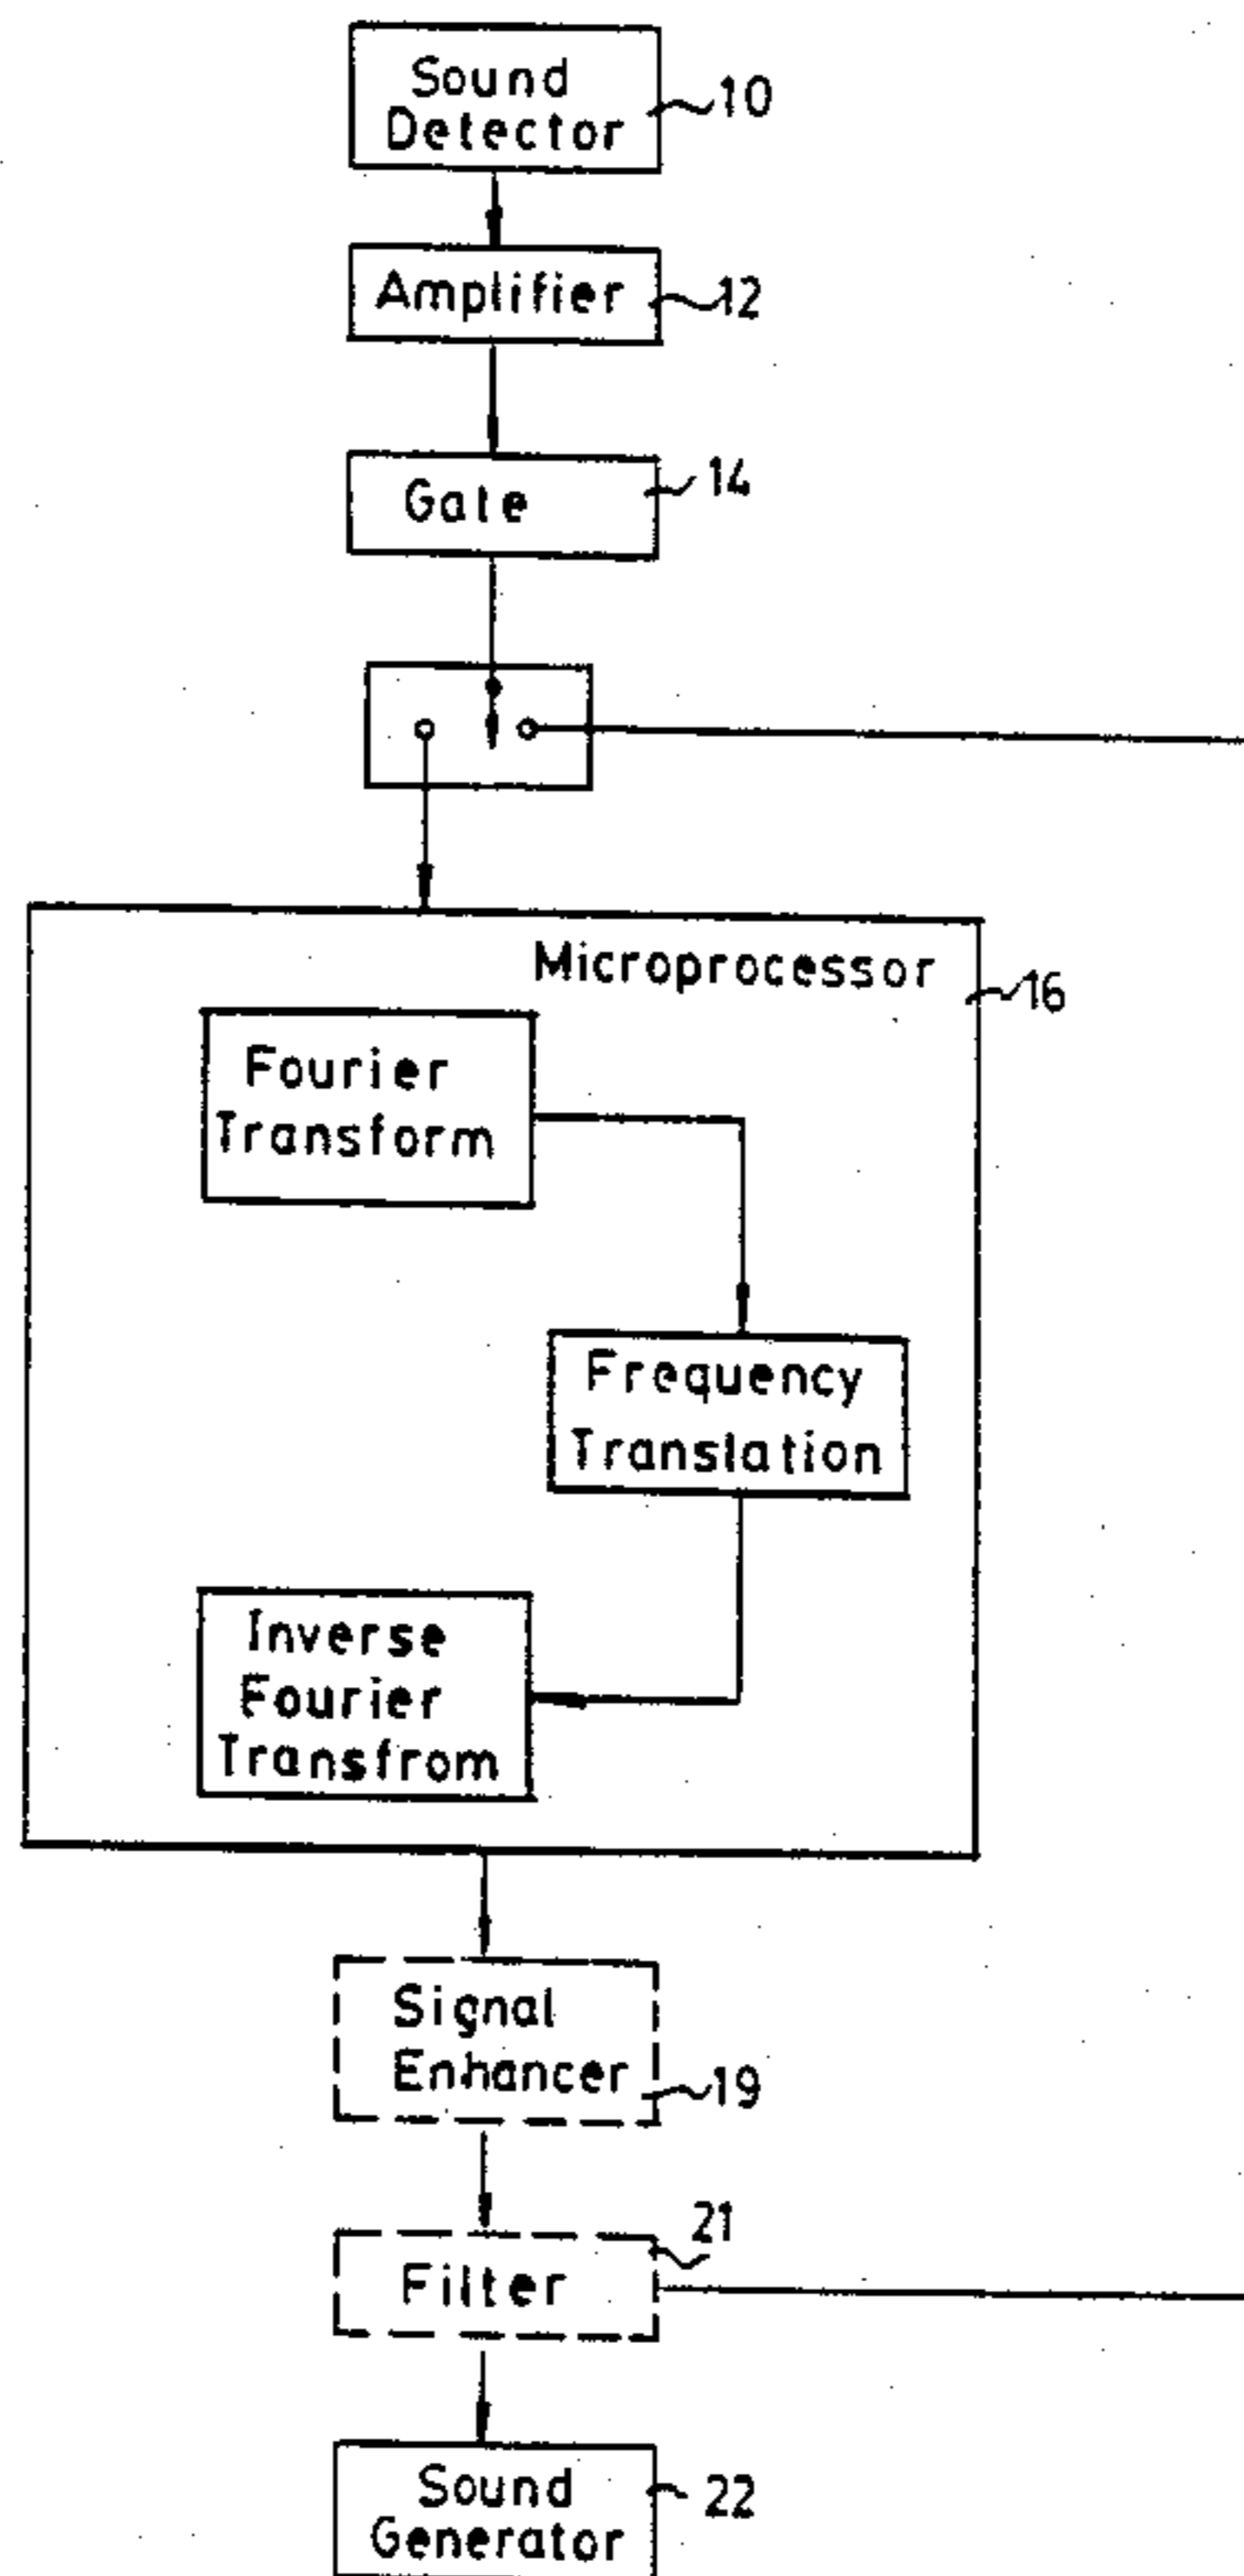 Sound
Detector
10
Amplifier
12
Gate
14
Microprocessor
16
Fourier
Transform
Frequency
Translation
Inverse
Fourier
Transfrom
Signal
Enhancer
19
21
Filter
Sound
Generator
22